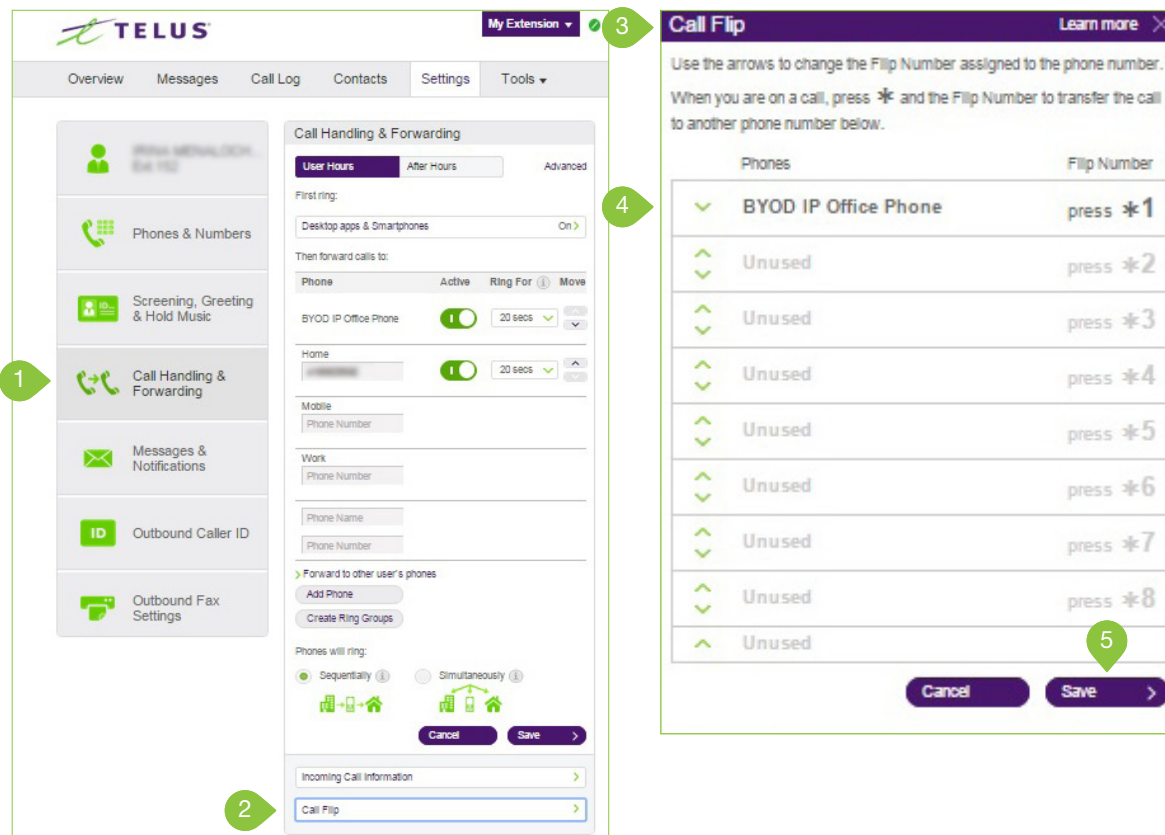 TELUS
My Extension
Overview Messages Call Log Contacts Settings Tools
1
Phones & Numbers
Screening, Greeting
& Hold Music
Call Handling &
Forwarding
Messages &
Notifications
ID
Outbound Caller ID
Outbound Fax
Settings
Call Handling & Forwarding
User Hours After Hours Advanced
First ring:
Desktop apps & Smartphones On
Then forward calls to:
Phone Active Ring For Move
BYOD IP Office Phone 20 secs
Home
20 secs
Mobile
Phone Number
Work
Phone Number
Phone Name
Phone Number
Forward to other user's phones
Add Phone
Create Ring Groups
Phones will ring:
Sequentially Simultaneously
Cancel Save
Incoming Call Information
2 Call Flip
3 Call Flip Learn more
Use the arrows to change the Flip Number assigned to the phone number.
When you are on a call, press * and the Flip Number to transfer the call
to another phone number below.
Phones Flip Number
4 BYOD IP Office Phone press *1
Unused press *2
Unused press *3
Unused press *4
Unused press *5
Unused press *6
Unused press *7
Unused press *8
Unused
5
Cancel Save